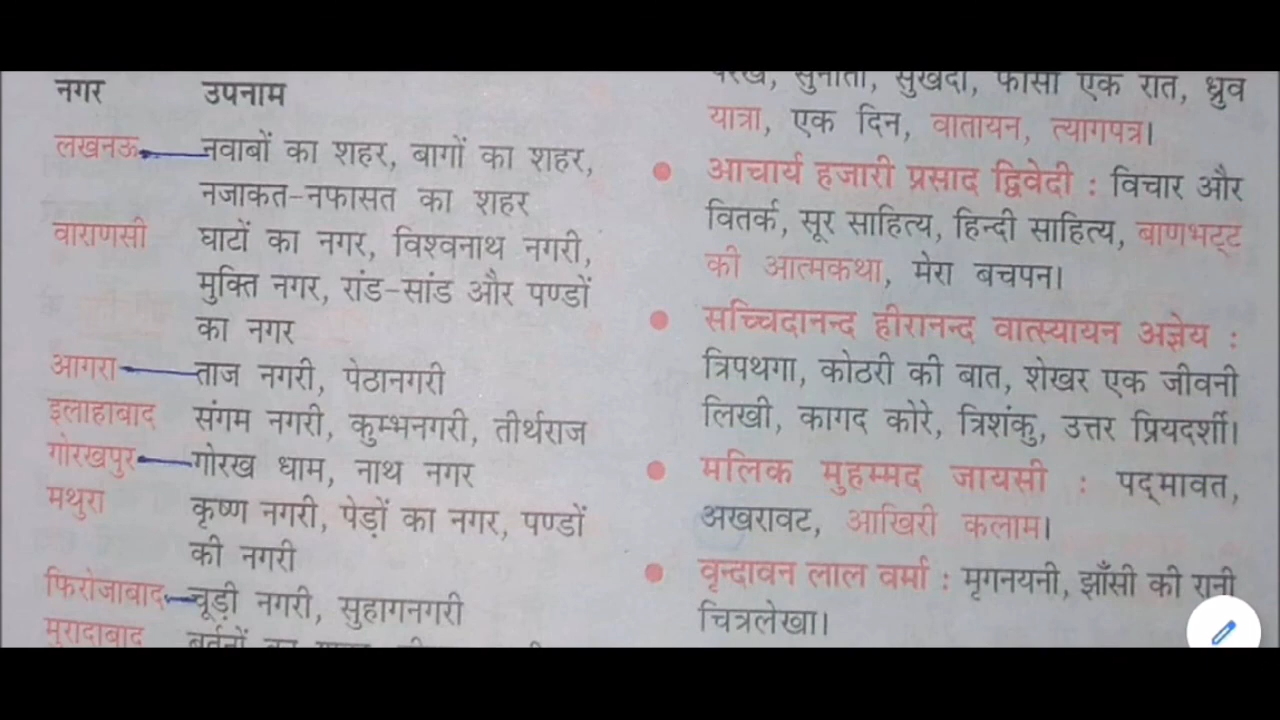 नगर उपनाम
लखनऊ नवाबों का शहर, बागों का शहर,
नजाकत-नफासत का शहर
वाराणसी घाटों का नगर, विश्वनाथ नगरी,
मुक्ति नगर, रांड-सांड और पण्डों
का नगर
आगरा ताज नगरी, पेठानगरी
इलाहाबाद संगम नगरी, कुम्भनगरी, तीर्थराज
गोरखपुर गोरख धाम, नाथ नगर
मथुरा कृष्ण नगरी, पेड़ों का नगर, पण्डों
की नगरी
फिरोजाबाद चूड़ी नगरी, सुहागनगरी
मुरादाबाद
परख, सुनीता, सुखदा, फांसी एक रात, ध्रुव
यात्रा, एक दिन, वातायन, त्यागपत्र।
• आचार्य हजारी प्रसाद द्विवेदी : विचार और
वितर्क, सूर साहित्य, हिन्दी साहित्य, बाणभट्ट
की आत्मकथा, मेरा बचपन।
• सच्चिदानन्द हीरानन्द वात्स्यायन अज्ञेय :
त्रिपथगा, कोठरी की बात, शेखर एक जीवनी
लिखी, कागद कोरे, त्रिशंकु, उत्तर प्रियदर्शी।
• मलिक मुहम्मद जायसी : पद्मावत,
अखरावट, आखिरी कलाम।
• वृन्दावन लाल वर्मा : मृगनयनी, झाँसी की रानी
चित्रलेखा।